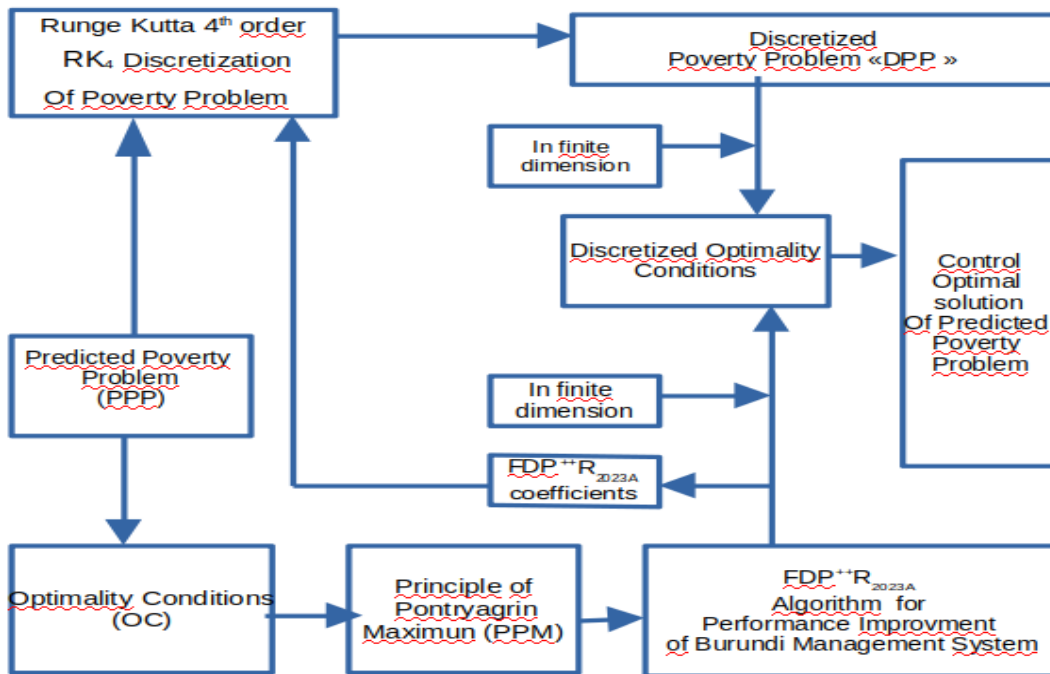 Runge Kutta 4th order
RK₄ Discretization
Of Poverty Problem
Discretized
Poverty Problem «DPP »
In finite
dimension
Discretized Optimality
Conditions
Control
Optimal
solution
Of Predicted
Poverty
Problem
Predicted Poverty
Problem
(PPP)
In finite
dimension
FDP⁺⁺R2023A
coefficients
Optimality Conditions
(OC)
Principle of
Pontryagrin
Maximun (PPM)
FDP⁺⁺R2023A
Algorithm for
Performance Improvment
of Burundi Management System